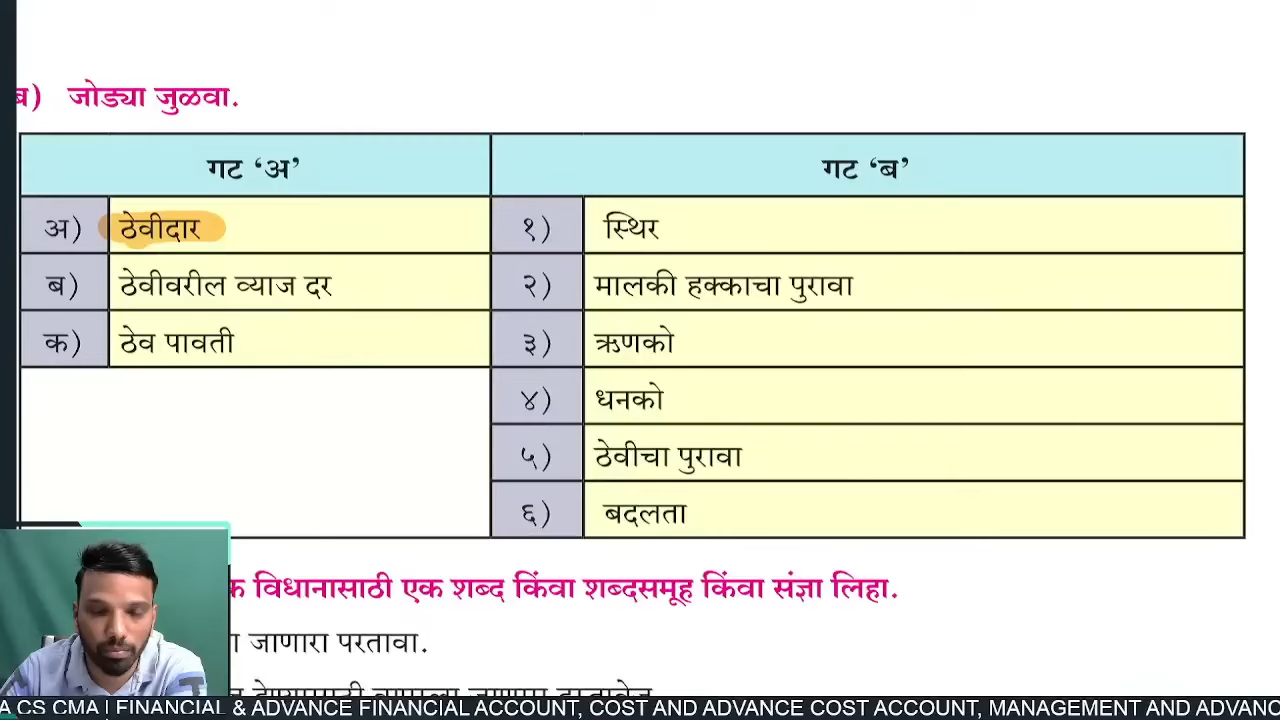 ब) जोड्या जुळवा.
गट ‘अ’ गट ‘ब’
अ) ठेवीदार १) स्थिर
ब) ठेवीवरील व्याज दर २) मालकी हक्काचा पुरावा
क) ठेव पावती ३) ऋणको
४) धनको
५) ठेवीचा पुरावा
६) बदलता
क विधानासाठी एक शब्द किंवा शब्दसमूह किंवा संज्ञा लिहा.
जाणारा परतावा.
A CS CMA | FINANCIAL & ADVANCE FINANCIAL ACCOUNT, COST AND ADVANCE COST ACCOUNT, MANAGEMENT AND ADVANC